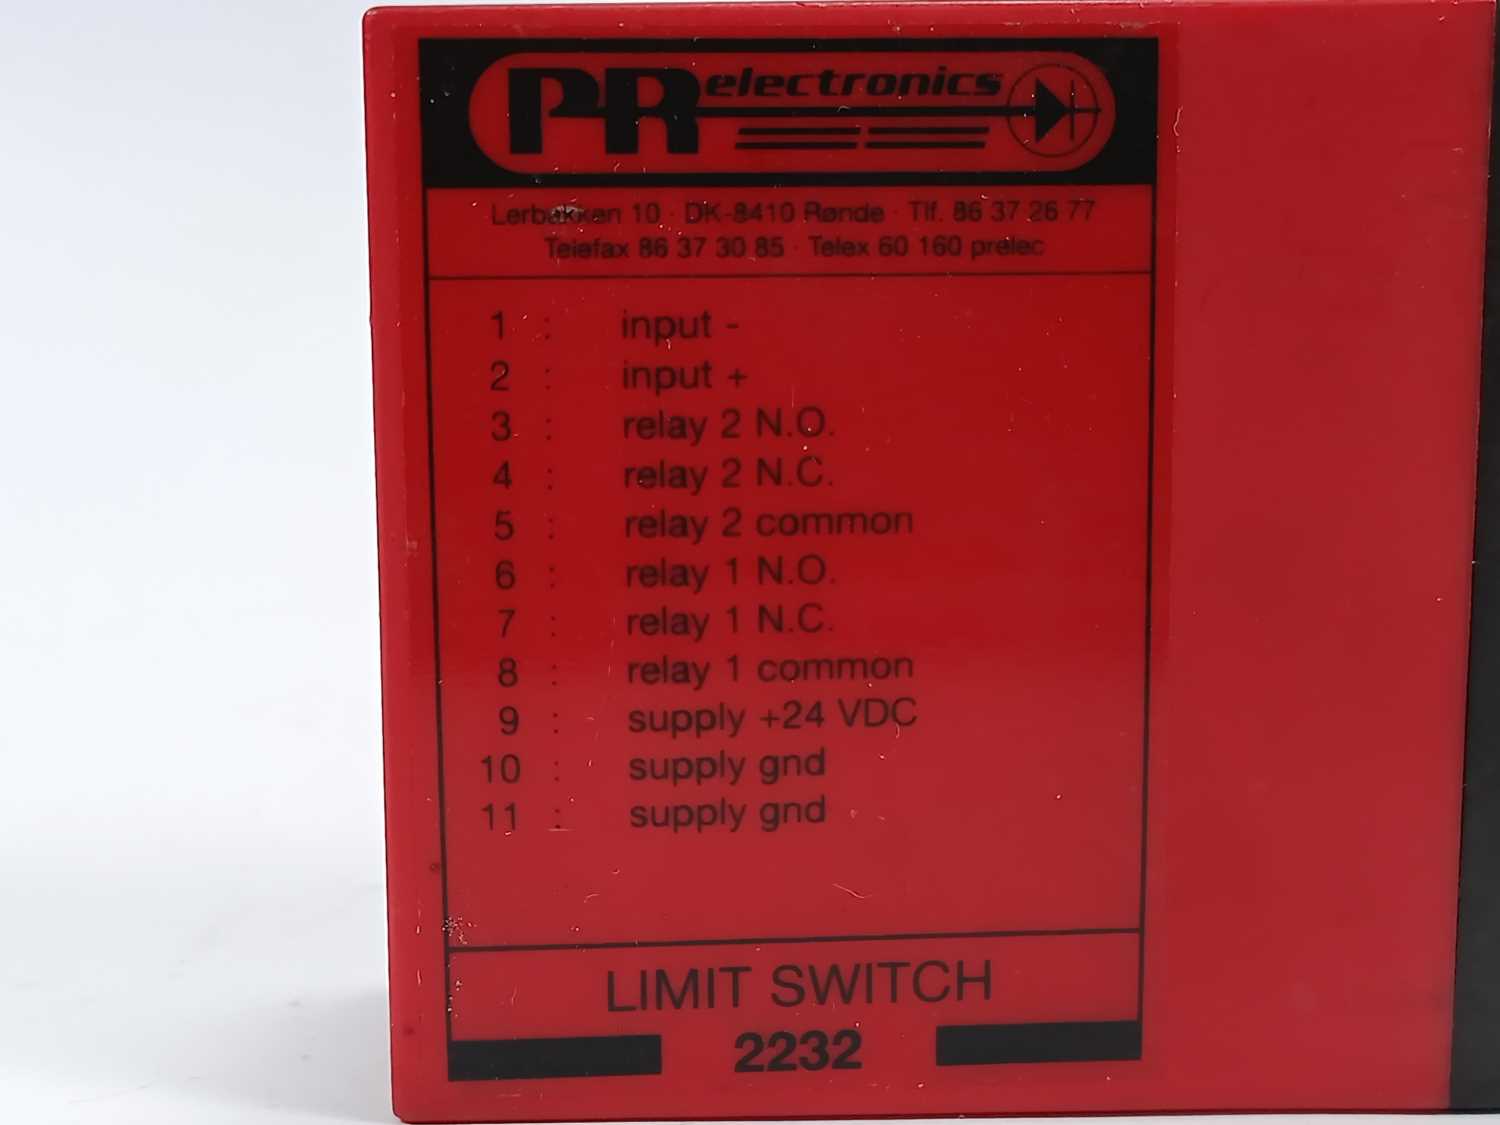 PR electronics
Lerbakken 10 · DK-8410 Rønde · Tlf. 86 37 26 77
Telefax 86 37 30 85 · Telex 60 160 prelec
1 : input -
2 : input +
3 : relay 2 N.O.
4 : relay 2 N.C.
5 : relay 2 common
6 : relay 1 N.O.
7 : relay 1 N.C.
8 : relay 1 common
9 : supply +24 VDC
10 : supply gnd
11 : supply gnd
LIMIT SWITCH
2232